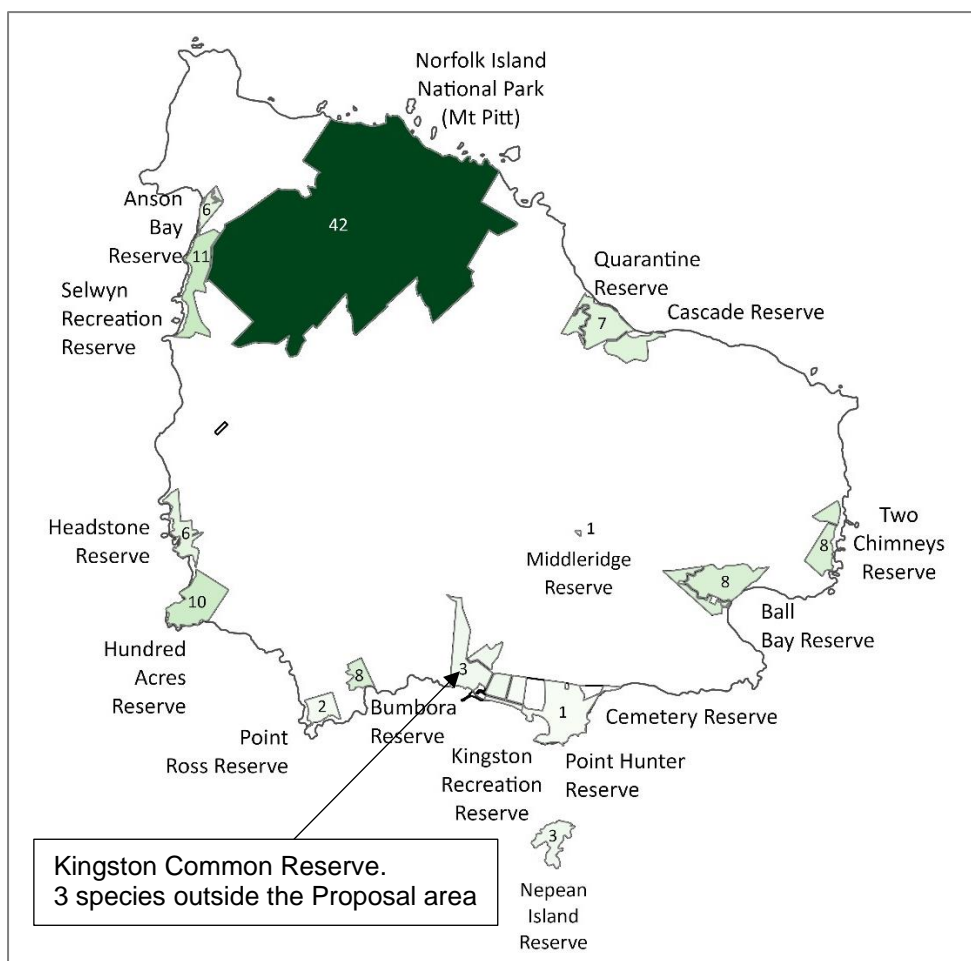 Norfolk Island
National Park
(Mt Pitt)
42
Anson
Bay
Reserve
6
11
Selwyn
Recreation
Reserve
Quarantine
Reserve
7
Cascade Reserve
Headstone
Reserve
6
1
Middleridge
Reserve
Two
Chimneys
Reserve
8
8
Ball
Bay Reserve
10
Hundred
Acres
Reserve
8
2
Point
Ross Reserve
Bumbora
Reserve
3
Kingston
Recreation
Reserve
1
Cemetery Reserve
Point Hunter
Reserve
3
Nepean
Island
Reserve
Kingston Common Reserve.
3 species outside the Proposal area